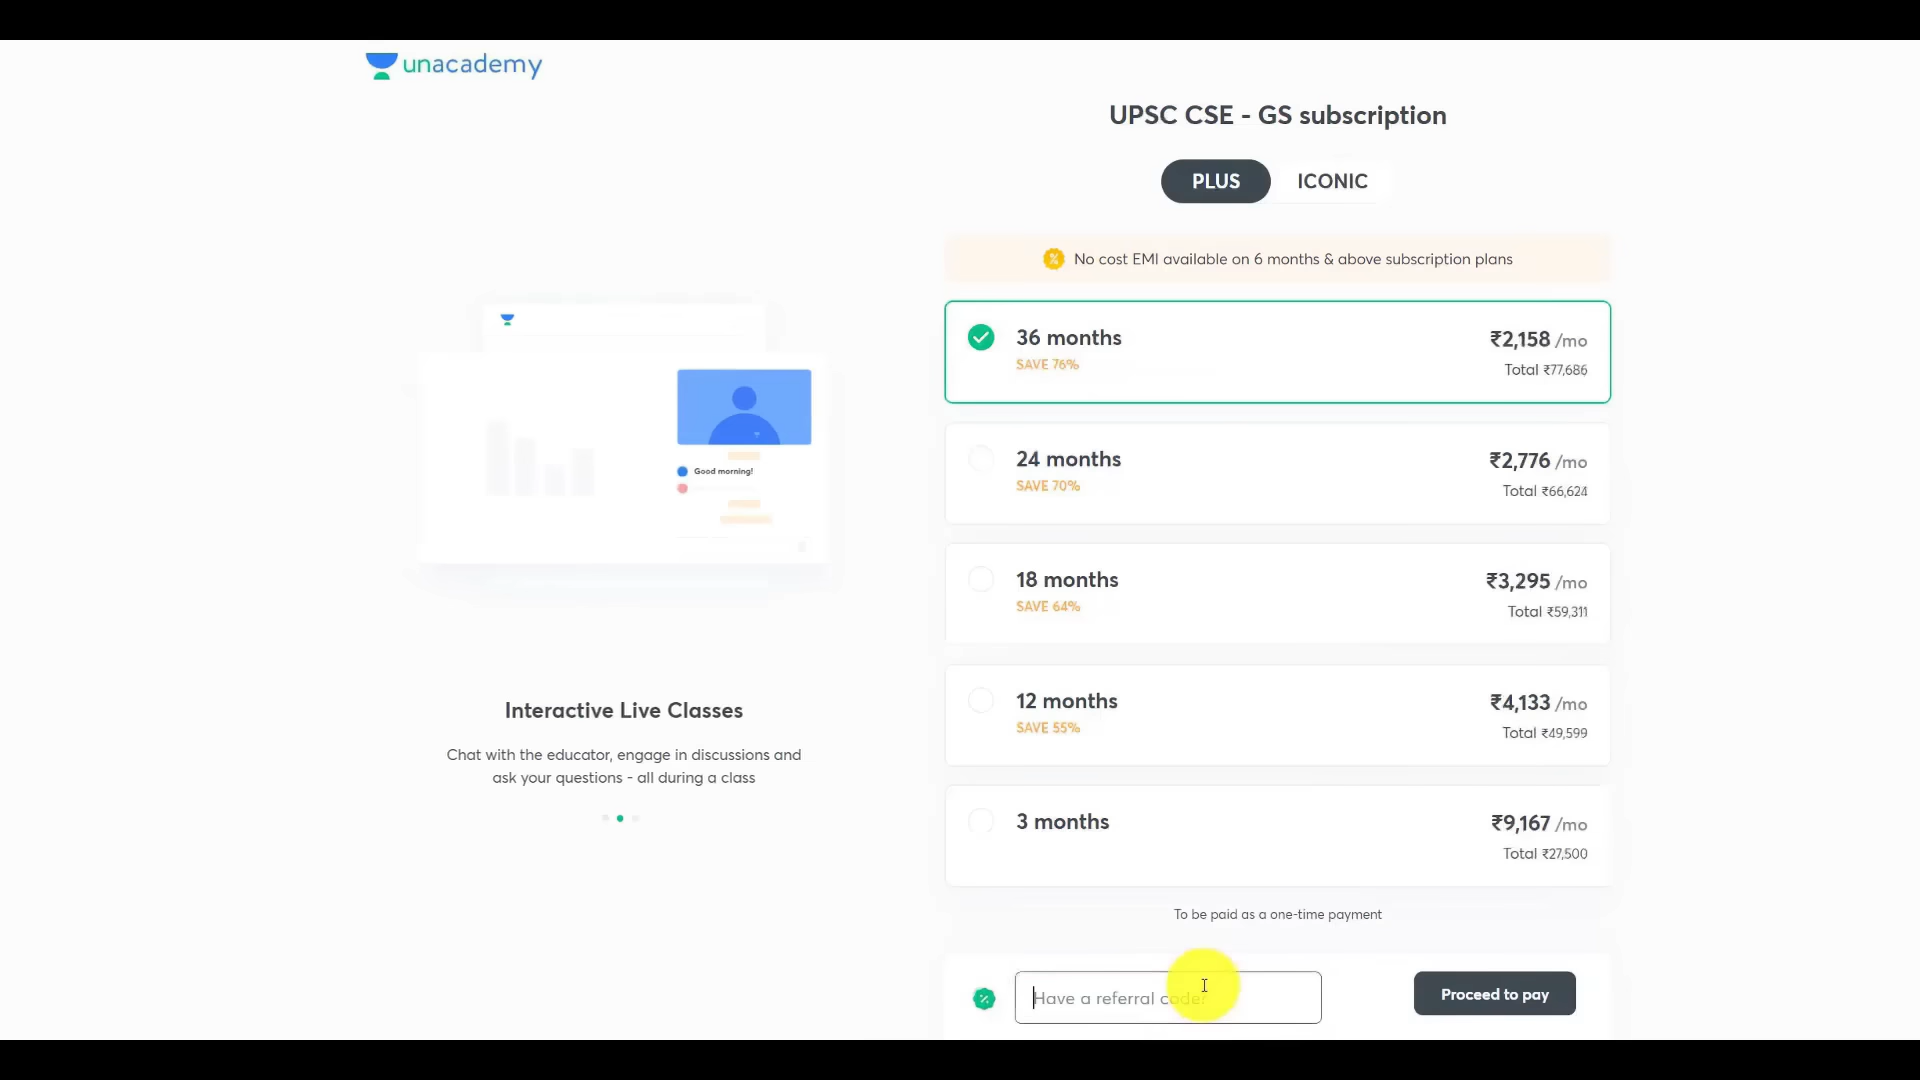 unacademy
UPSC CSE - GS subscription
PLUS
ICONIC
No cost EMI available on 6 months & above subscription plans
36 months
₹2,158 /mo
SAVE 76%
Total ₹77,686
24 months
₹2,776 /mo
SAVE 70%
Total ₹66,624
18 months
₹3,295 /mo
SAVE 64%
Total ₹59,311
12 months
₹4,133 /mo
SAVE 55%
Total ₹49,599
3 months
₹9,167 /mo
Total ₹27,500
To be paid as a one-time payment
Have a referral code?
Proceed to pay
Good morning!
Interactive Live Classes
Chat with the educator, engage in discussions and
ask your questions - all during a class